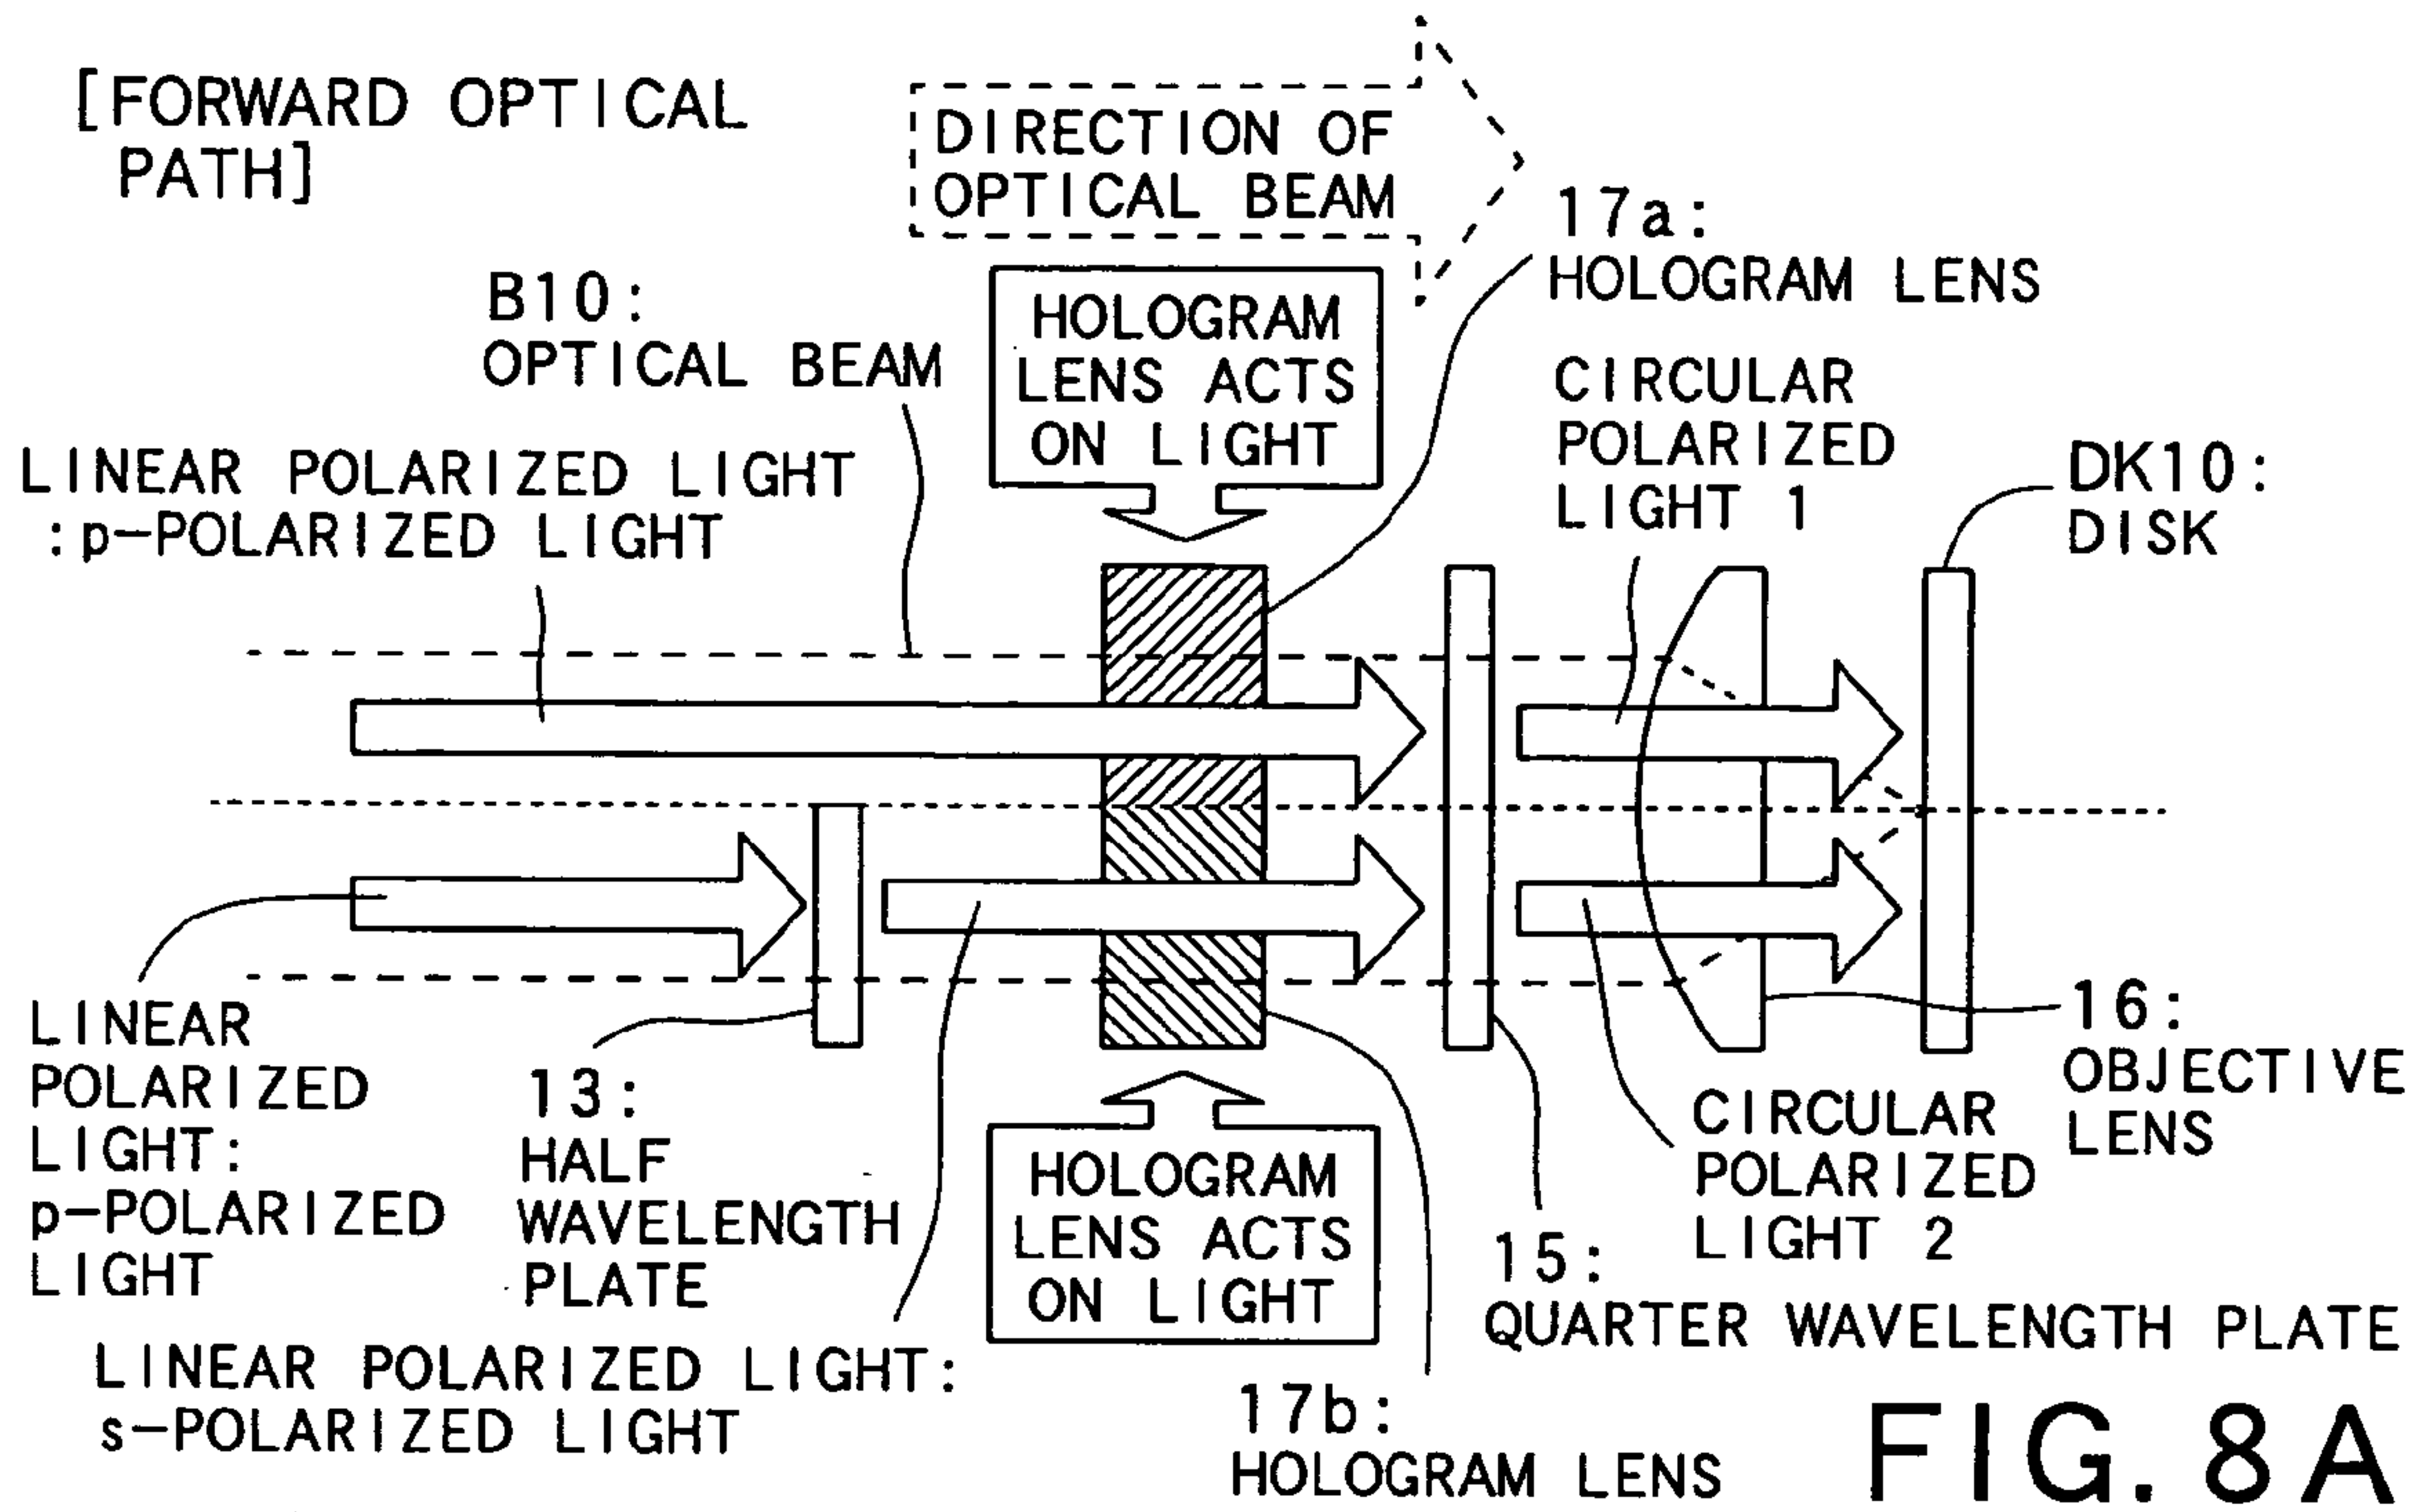 [FORWARD OPTICAL
PATH]
DIRECTION OF
OPTICAL BEAM
17a:
HOLOGRAM LENS
B10:
OPTICAL BEAM
HOLOGRAM
LENS ACTS
ON LIGHT
CIRCULAR
POLARIZED
LIGHT 1
LINEAR POLARIZED LIGHT
:p-POLARIZED LIGHT
DK10:
DISK
LINEAR
POLARIZED
LIGHT:
p-POLARIZED
LIGHT
13:
HALF
WAVELENGTH
PLATE
HOLOGRAM
LENS ACTS
ON LIGHT
16:
OBJECTIVE
LENS
CIRCULAR
POLARIZED
LIGHT 2
15:
QUARTER WAVELENGTH PLATE
LINEAR POLARIZED LIGHT:
s-POLARIZED LIGHT
17b:
HOLOGRAM LENS
FIG. 8A